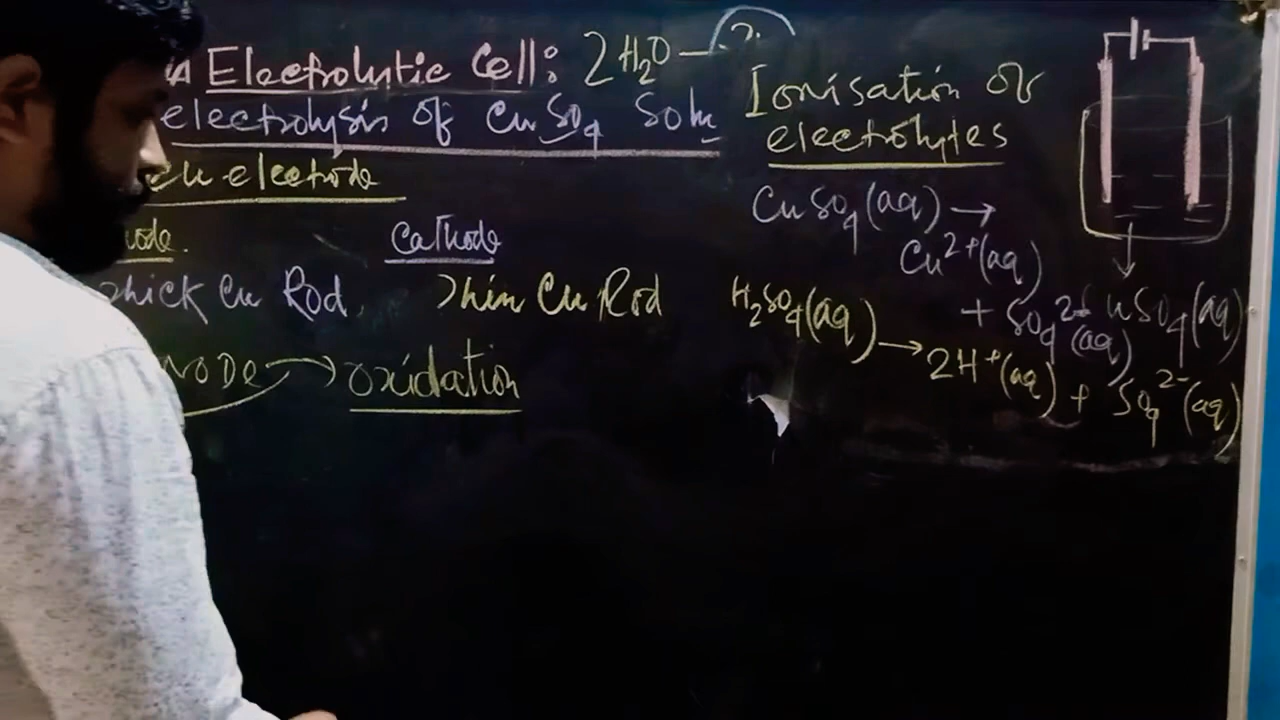 Electrolytic Cell: 2H₂O — ?
electrolysis of CuSO₄ Soln
Cu electrode
ode. Cathode
Thick Cu Rod, Thin Cu Rod
NODE → oxidation
Ionisation of
electrolytes
CuSO₄(aq) →
Cu²⁺(aq)
+ SO₄²⁻(aq)
H₂SO₄(aq) →
2H⁺(aq) + SO₄²⁻(aq)
uSO₄(aq)